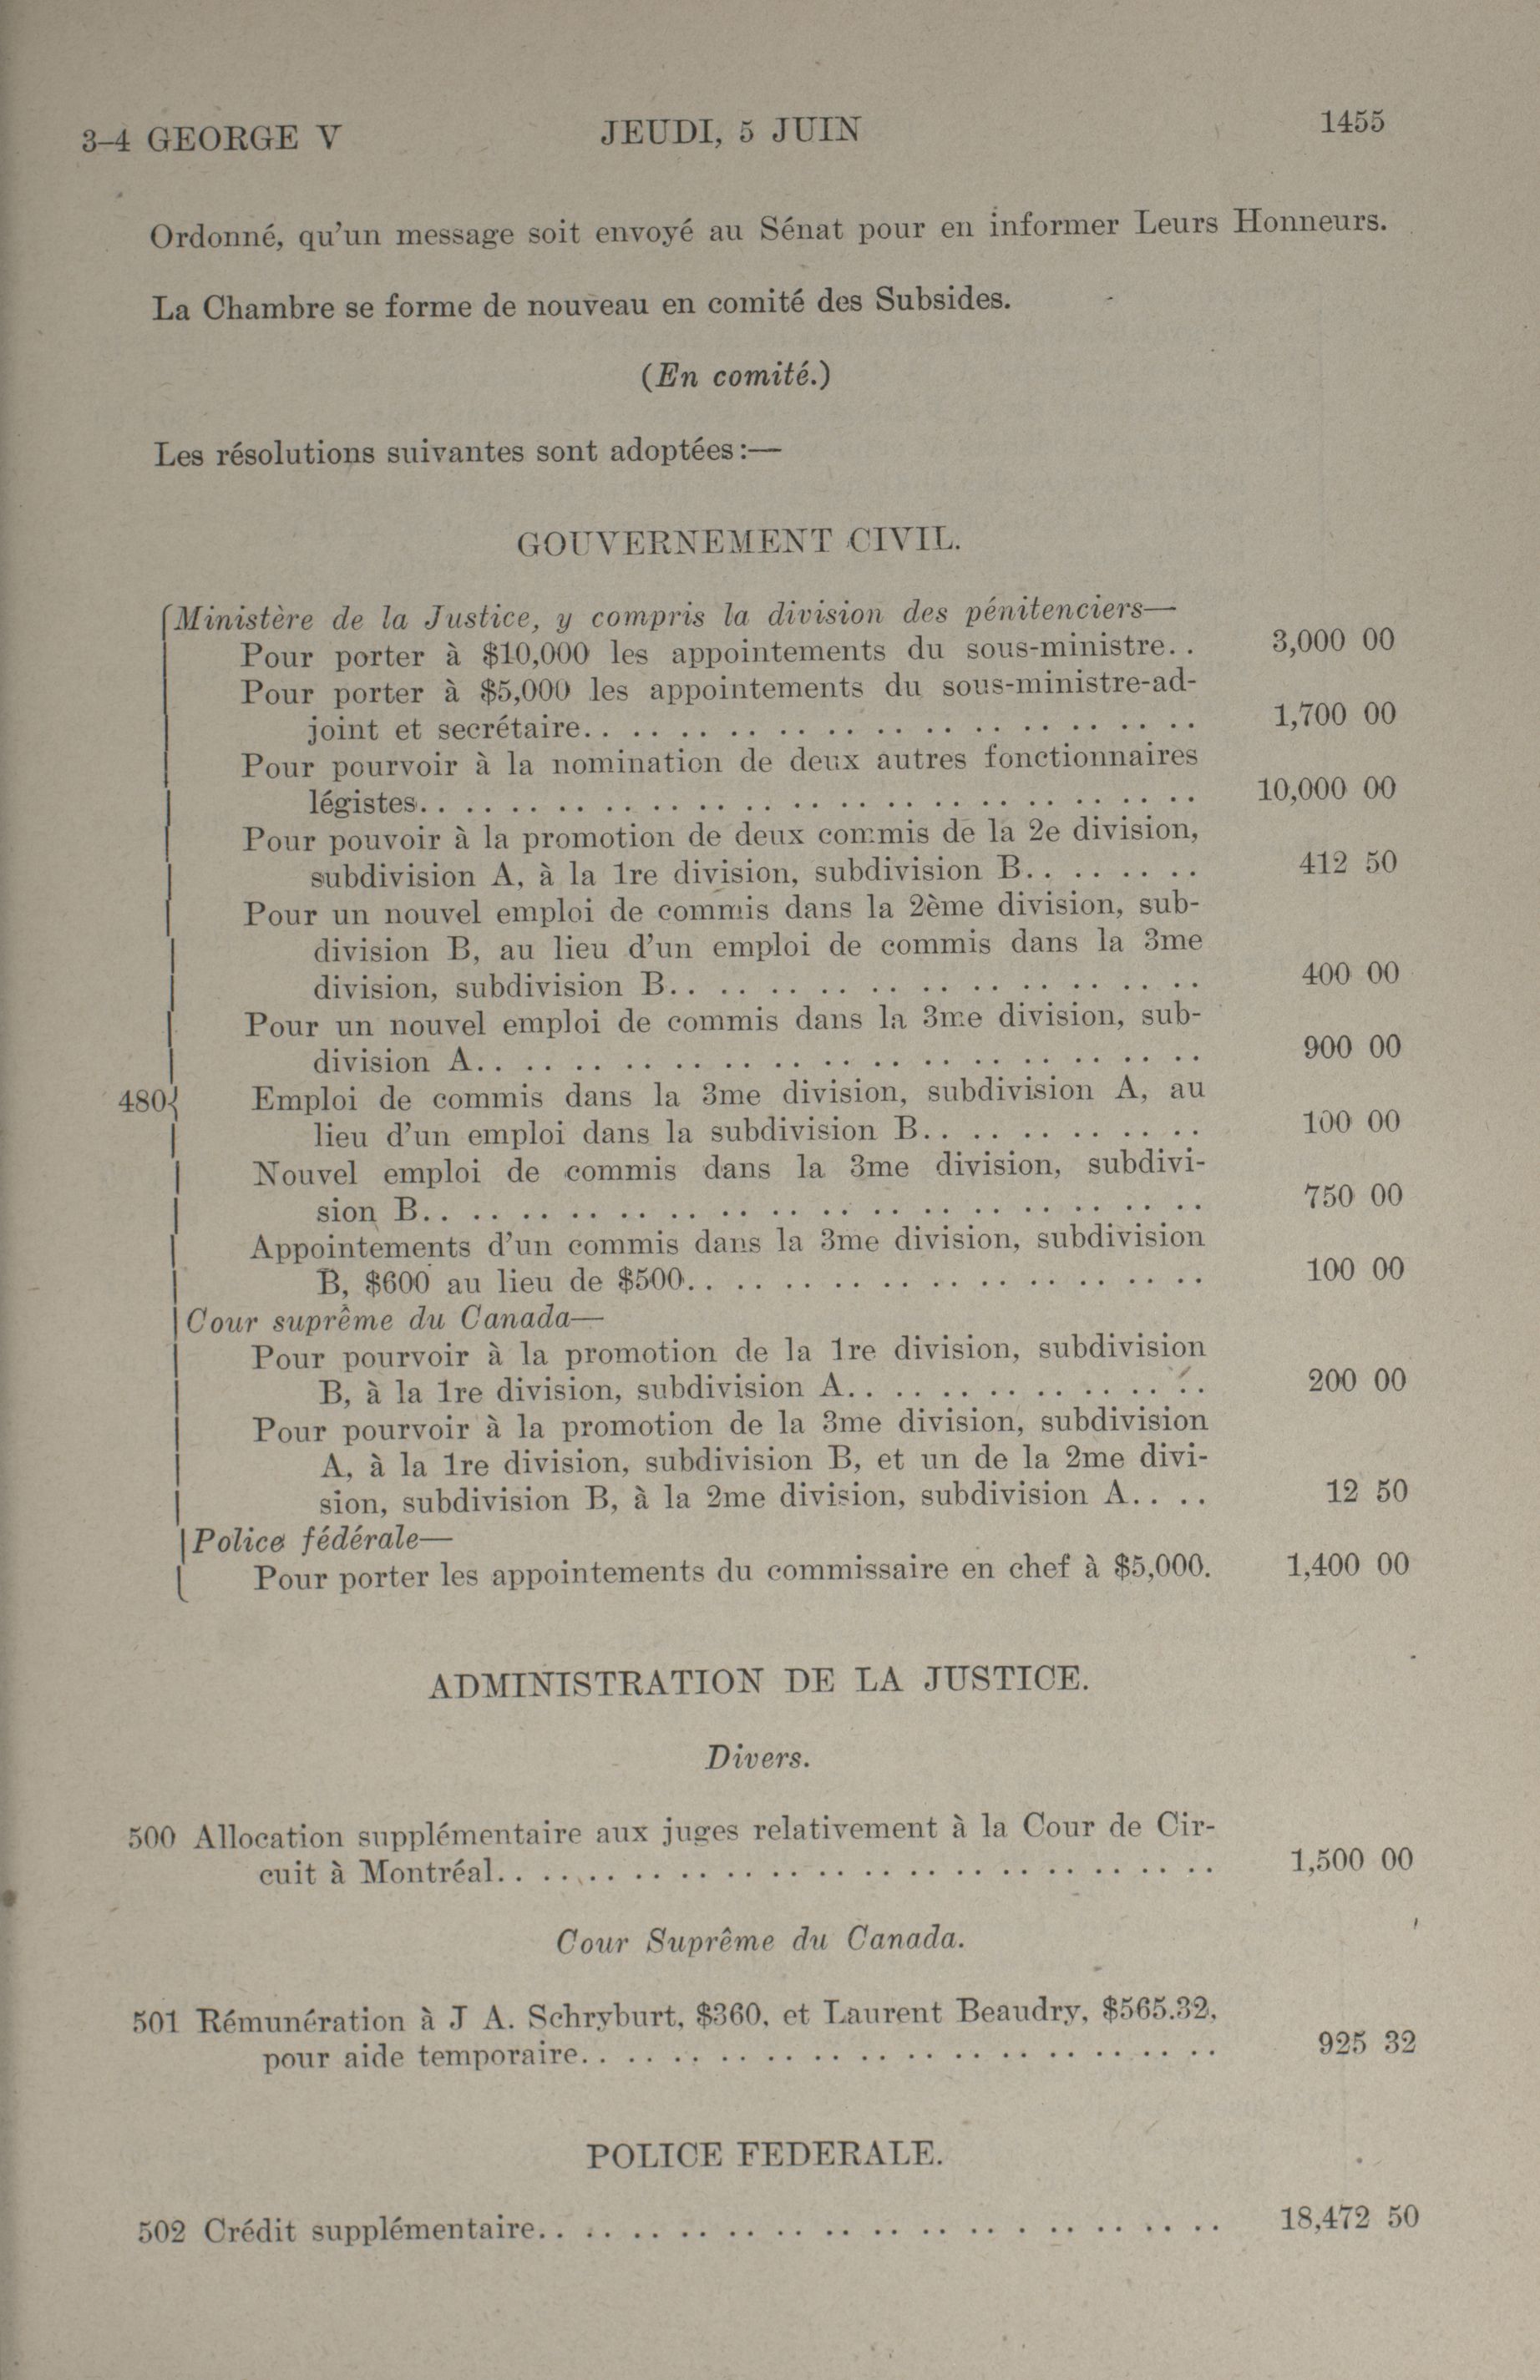 3-4 GEORGE V JEUDI, 5 JUIN 1455
Ordonné, qu'un message soit envoyé au Sénat pour en informer Leurs Honneurs.
La Chambre se forme de nouveau en comité des Subsides.
(En comité.)
Les résolutions suivantes sont adoptées:—
GOUVERNEMENT CIVIL.
Ministère de la Justice, y compris la division des pénitenciers—
Pour porter à $10,000 les appointements du sous-ministre. . 3,000 00
Pour porter à $5,000 les appointements du sous-ministre-ad-
joint et secrétaire. . . . . . . . . . . . . . . . . . . . . . . . . . 1,700 00
Pour pourvoir à la nomination de deux autres fonctionnaires
légistes. . . . . . . . . . . . . . . . . . . . . . . . . . . . . . . . 10,000 00
Pour pouvoir à la promotion de deux commis de la 2e division,
subdivision A, à la 1re division, subdivision B. . . . . . . . 412 50
Pour un nouvel emploi de commis dans la 2ème division, sub-
division B, au lieu d'un emploi de commis dans la 3me
division, subdivision B. . . . . . . . . . . . . . . . . . . . . . 400 00
Pour un nouvel emploi de commis dans la 3me division, sub-
division A. . . . . . . . . . . . . . . . . . . . . . . . . . . . . . 900 00
480{ Emploi de commis dans la 3me division, subdivision A, au
lieu d'un emploi dans la subdivision B. . . . . . . . . . . . 100 00
Nouvel emploi de commis dans la 3me division, subdivi-
sion B. . . . . . . . . . . . . . . . . . . . . . . . . . . . . . . . 750 00
Appointements d'un commis dans la 3me division, subdivision
B, $600 au lieu de $500. . . . . . . . . . . . . . . . . . . . . 100 00
Cour suprême du Canada—
Pour pourvoir à la promotion de la 1re division, subdivision
B, à la 1re division, subdivision A. . . . . . . . . . . . . . . 200 00
Pour pourvoir à la promotion de la 3me division, subdivision
A, à la 1re division, subdivision B, et un de la 2me divi-
sion, subdivision B, à la 2me division, subdivision A. . . . 12 50
Police fédérale—
Pour porter les appointements du commissaire en chef à $5,000. 1,400 00
ADMINISTRATION DE LA JUSTICE.
Divers.
500 Allocation supplémentaire aux juges relativement à la Cour de Cir-
cuit à Montréal. . . . . . . . . . . . . . . . . . . . . . . . . . . . . . 1,500 00
Cour Suprême du Canada.
501 Rémunération à J A. Schryburt, $360, et Laurent Beaudry, $565.32,
pour aide temporaire. . . . . . . . . . . . . . . . . . . . . . . . . . . 925 32
POLICE FEDERALE.
502 Crédit supplémentaire. . . . . . . . . . . . . . . . . . . . . . . . . . . . 18,472 50